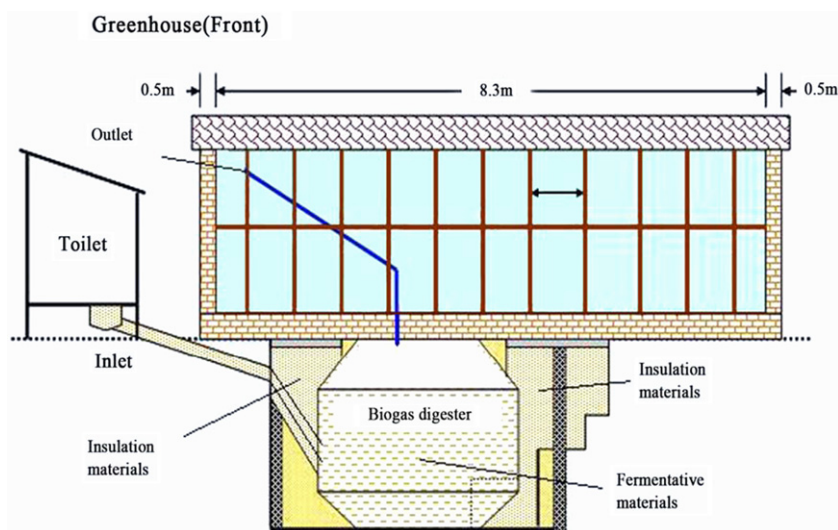 Greenhouse(Front)
0.5m
8.3m
0.5m
Outlet
Toilet
Inlet
Insulation
materials
Biogas digester
Insulation
materials
Fermentative
materials